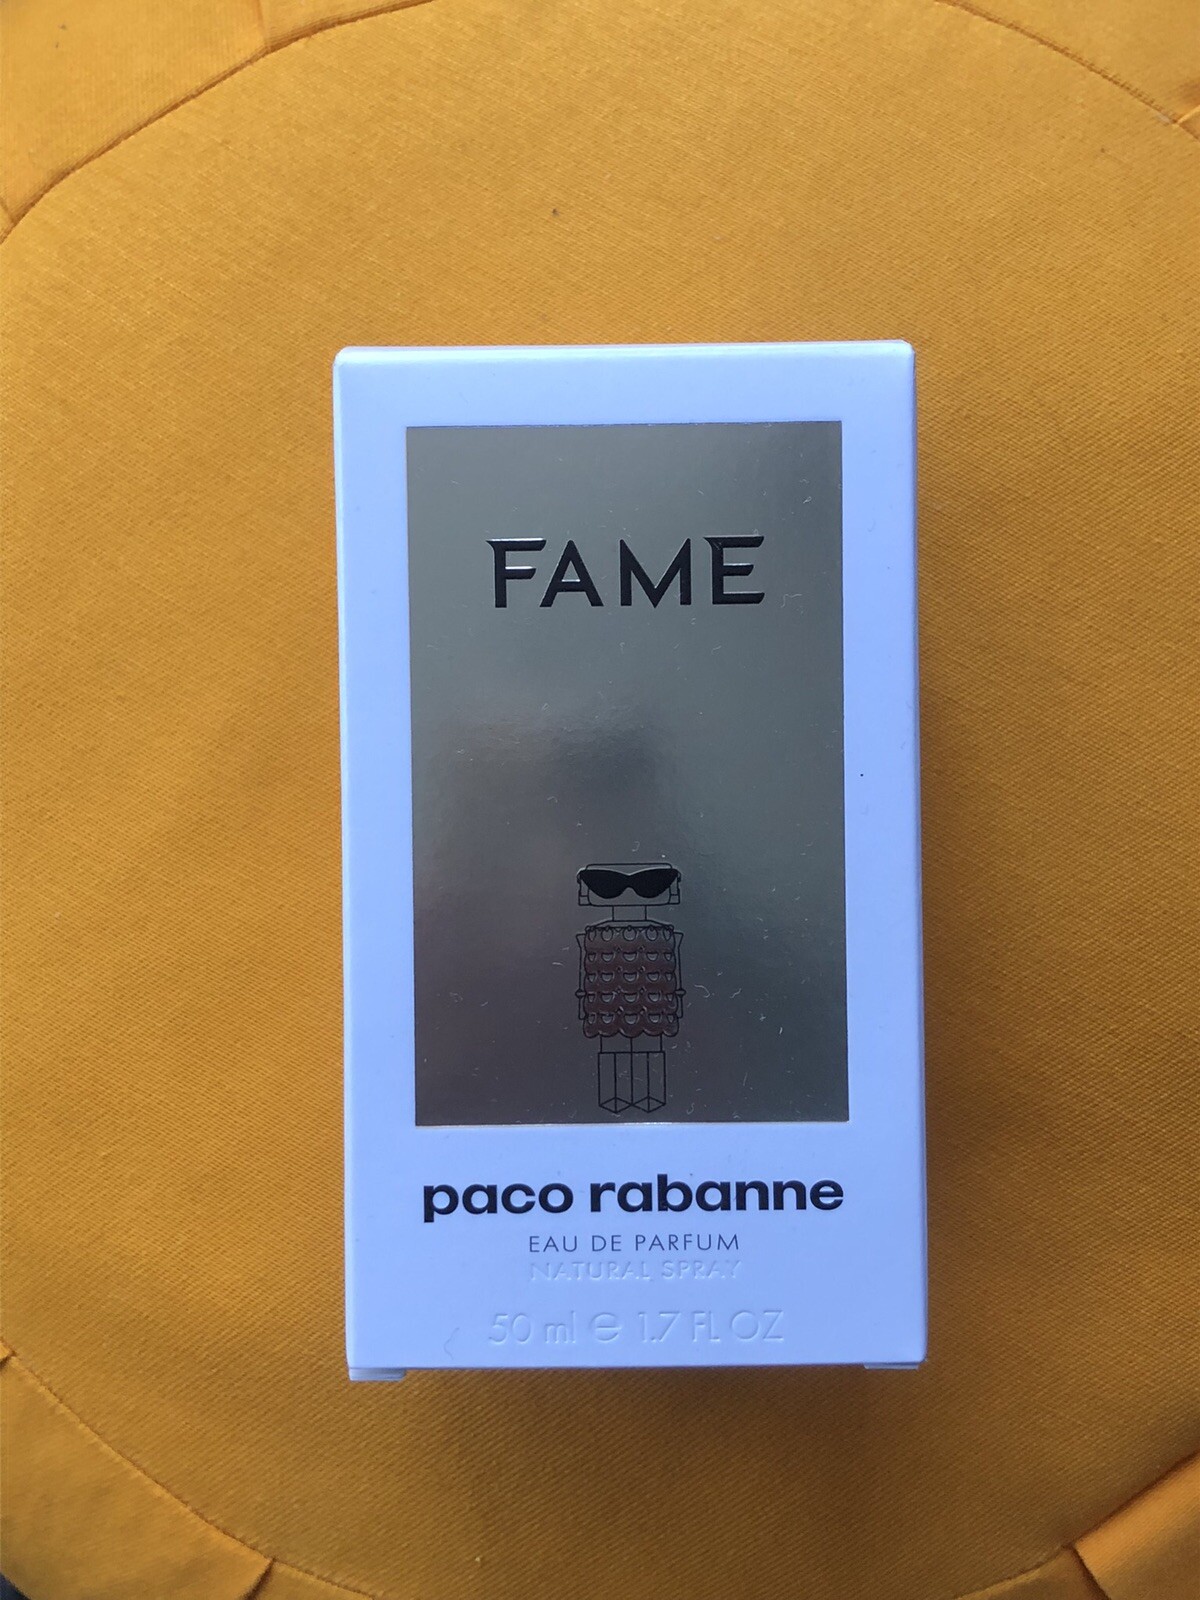 FAME
paco rabanne
EAU DE PARFUM
NATURAL SPRAY
50 ml ℮ 1.7 FL OZ